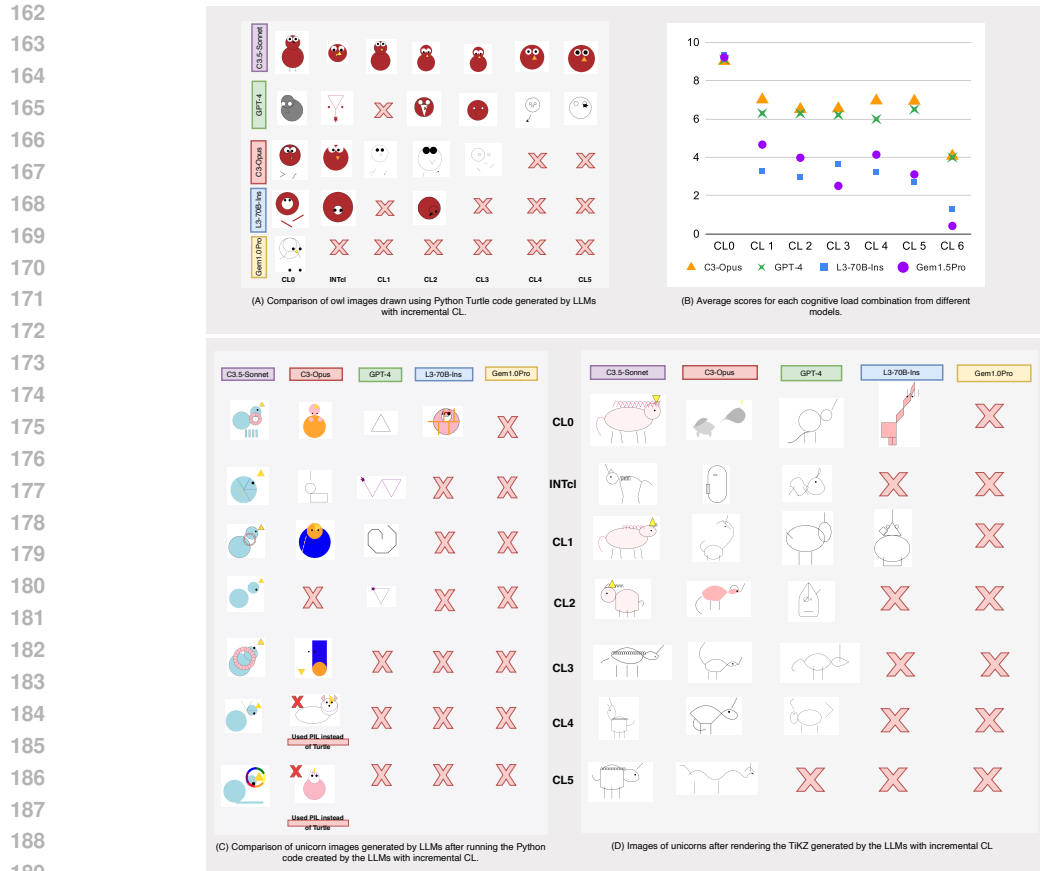 162
163
164
165
166
167
168
169
170
171
172
173
174
175
176
177
178
179
180
181
182
183
184
185
186
187
188
189
C3.5-Sonnet
GPT-4
C3-Opus
L3-70B-Ins
Gem1.0Pro
CL0 INTcl CL1 CL2 CL3 CL4 CL5
(A) Comparison of owl images drawn using Python Turtle code generated by LLMs
with incremental CL.
10
8
6
4
2
0
CL0 CL 1 CL 2 CL 3 CL 4 CL 5 CL 6
C3-Opus GPT-4 L3-70B-Ins Gem1.5Pro
(B) Average scores for each cognitive load combination from different
models.
C3.5-Sonnet C3-Opus GPT-4 L3-70B-Ins Gem1.0Pro
Used PIL instead
of Turtle
Used PIL instead
of Turtle
(C) Comparison of unicorn images generated by LLMs after running the Python
code created by the LLMs with incremental CL.
C3.5-Sonnet C3-Opus GPT-4 L3-70B-Ins Gem1.0Pro
CL0
INTcl
CL1
CL2
CL3
CL4
CL5
(D) Images of unicorns after rendering the TiKZ generated by the LLMs with incremental CL